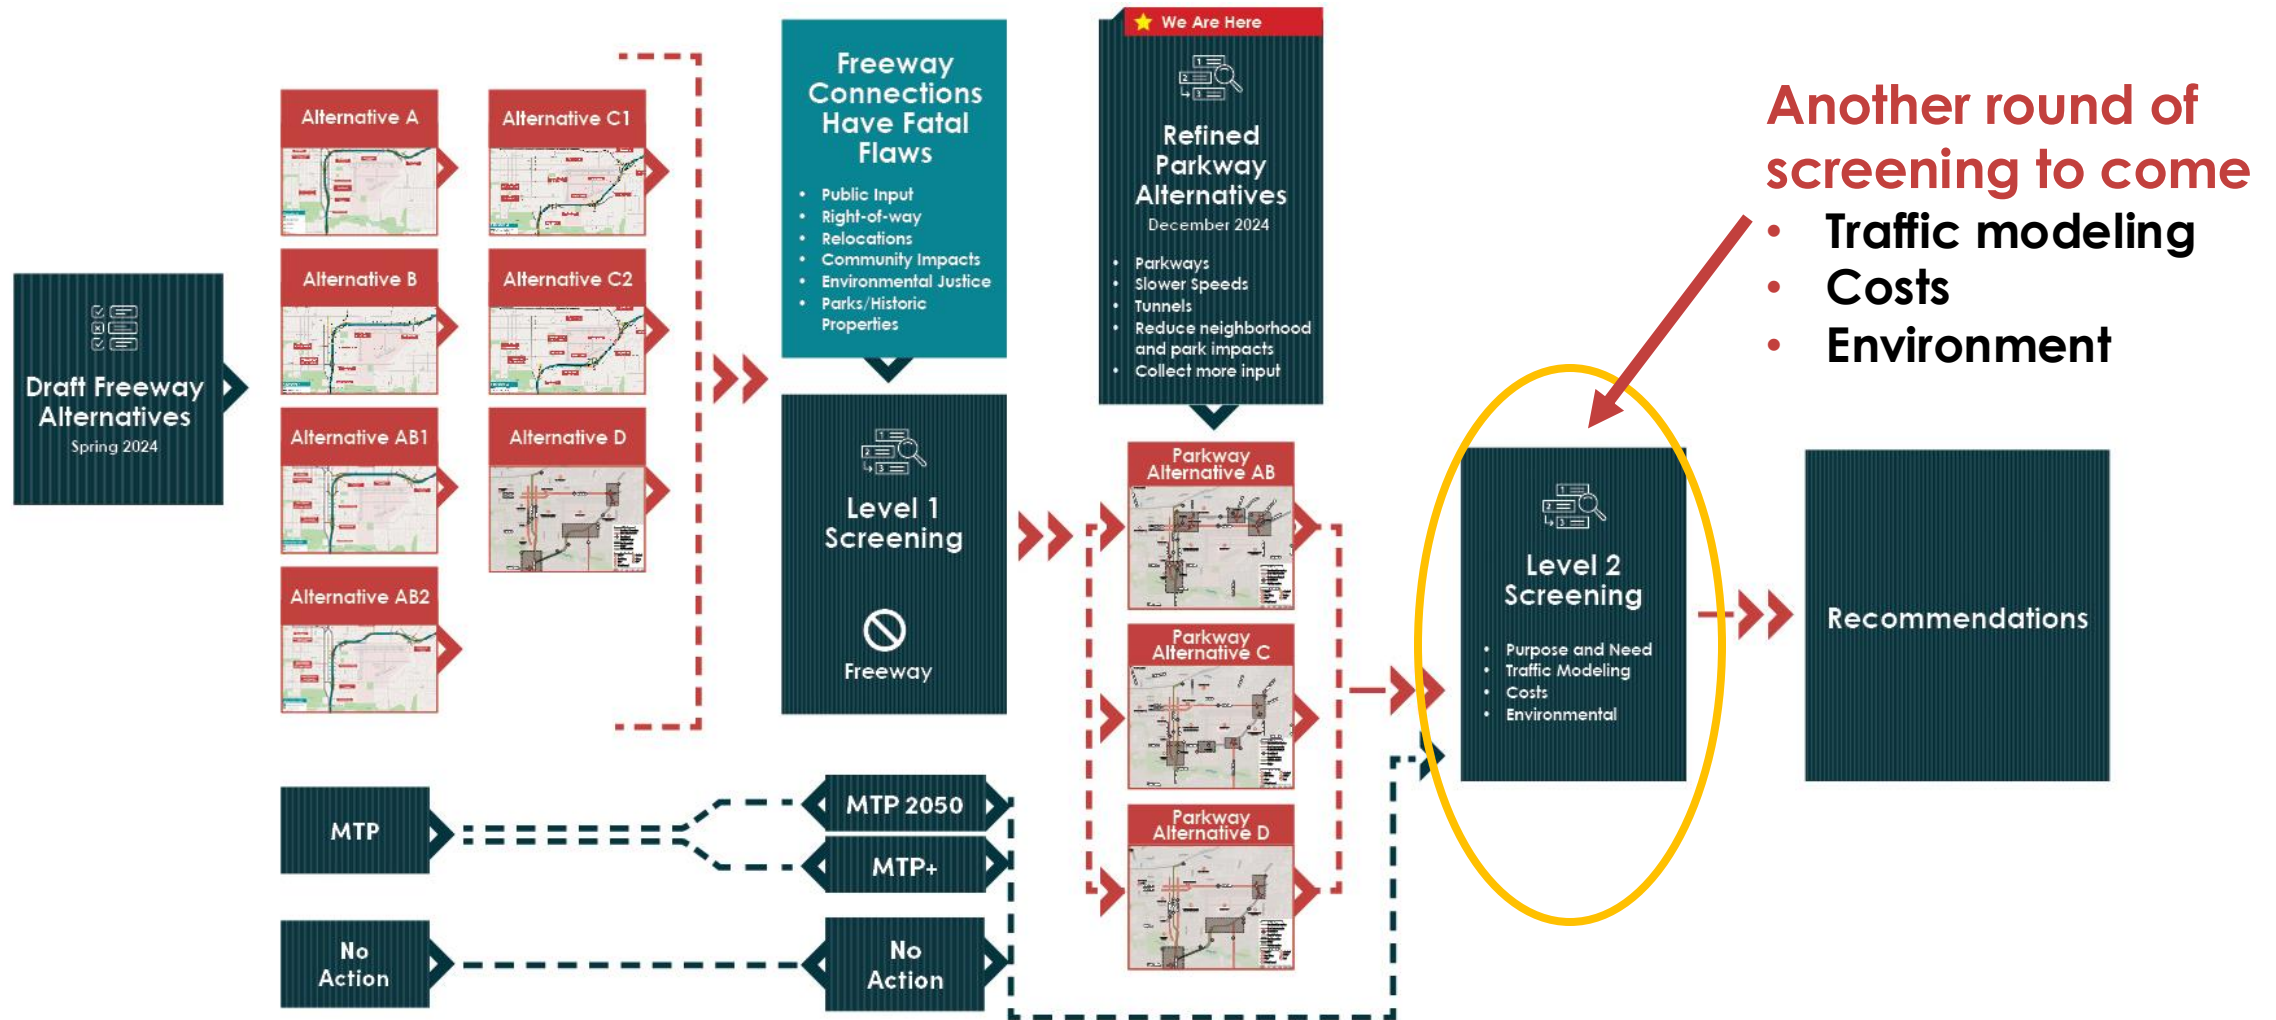 Draft Freeway
Alternatives
Spring 2024
Alternative A
Alternative C1
Alternative B
Alternative C2
Alternative AB1
Alternative D
Alternative AB2
MTP
No
Action
Freeway
Connections
Have Fatal
Flaws
• Public Input
• Right-of-way
• Relocations
• Community Impacts
• Environmental Justice
• Parks/Historic
Properties
Level 1
Screening
Freeway
MTP 2050
MTP+
No
Action
We Are Here
Refined
Parkway
Alternatives
December 2024
• Parkways
• Slower Speeds
• Tunnels
• Reduce neighborhood
and park impacts
• Collect more input
Parkway
Alternative AB
Parkway
Alternative C
Parkway
Alternative D
Another round of
screening to come
• Traffic modeling
• Costs
• Environment
Level 2
Screening
• Purpose and Need
• Traffic Modeling
• Costs
• Environmental
Recommendations